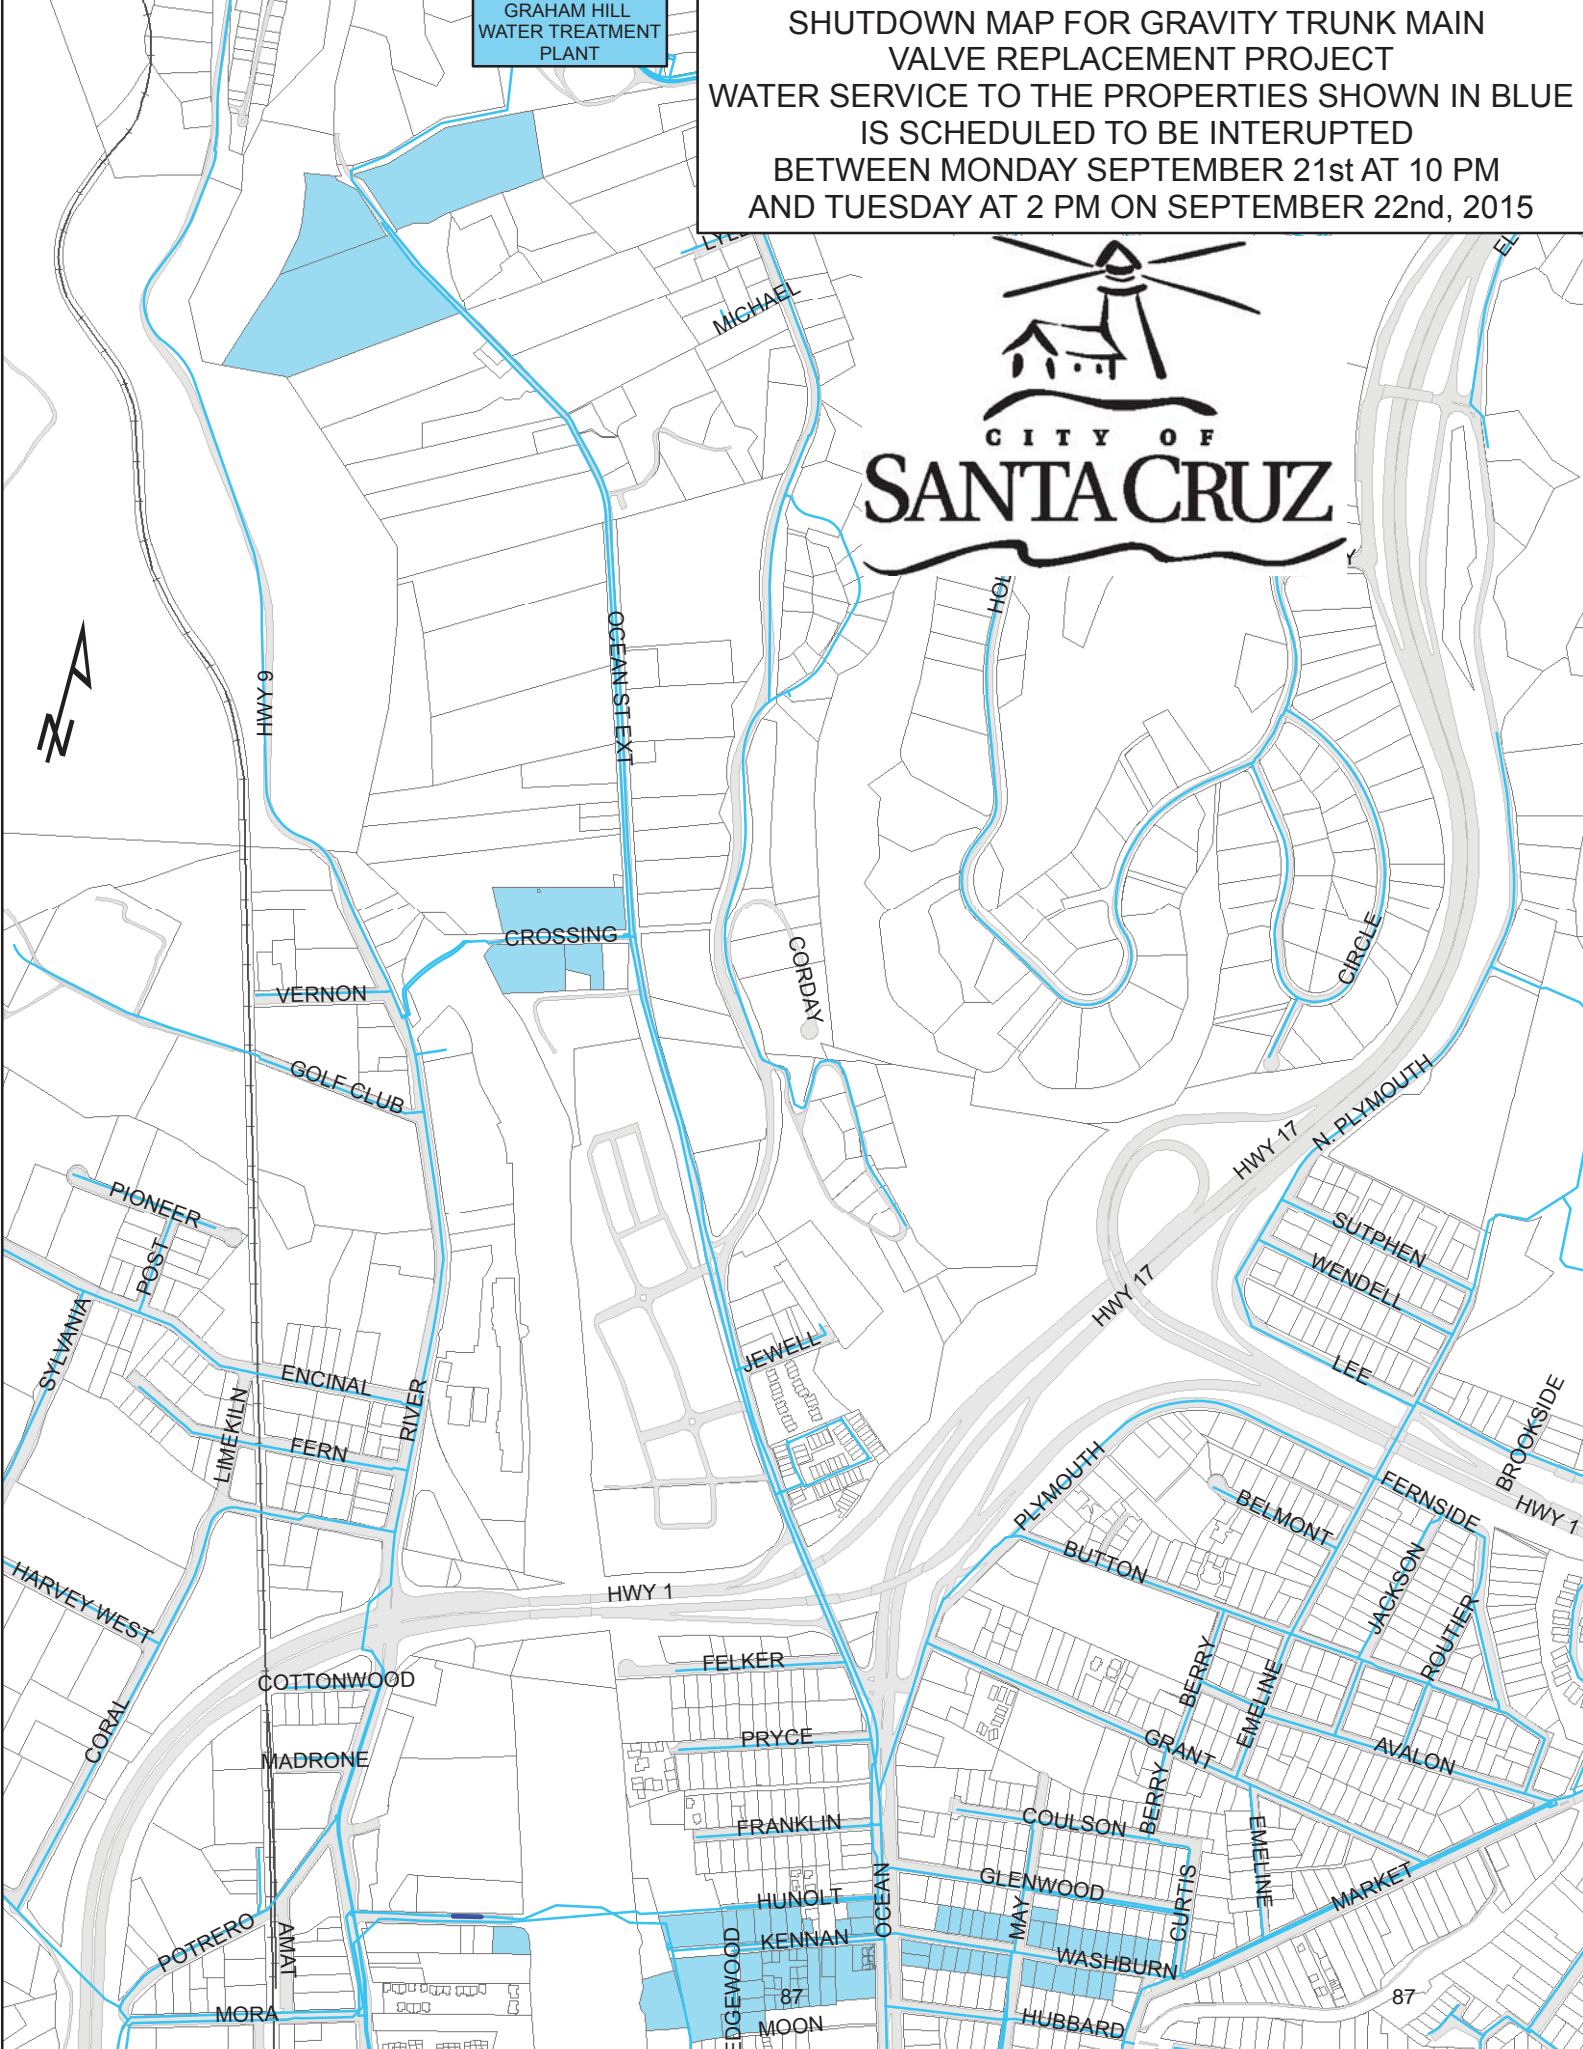 GRAHAM HILL
WATER TREATMENT
PLANT
SHUTDOWN MAP FOR GRAVITY TRUNK MAIN
VALVE REPLACEMENT PROJECT
WATER SERVICE TO THE PROPERTIES SHOWN IN BLUE
IS SCHEDULED TO BE INTERUPTED
BETWEEN MONDAY SEPTEMBER 21st AT 10 PM
AND TUESDAY AT 2 PM ON SEPTEMBER 22nd, 2015
MICHAEL
CITY OF
SANTA CRUZ
N
HWY 9
OCEAN ST EXT
CROSSING
VERNON
CORDAY
CIRCLE
GOLF CLUB
N. PLYMOUTH
HWY 17
PIONEER
POST
SUTPHEN
WENDELL
HWY 17
SYLVANIA
JEWELL
LEE
ENCINAL
RIVER
LIMEKILN
FERN
BROOKSIDE
PLYMOUTH
FERNSIDE
HWY 1
BELMONT
BUTTON
JACKSON
ROUTIER
HARVEY WEST
HWY 1
FELKER
COTTONWOOD
BERRY
EMELINE
CORAL
PRYCE
GRANT
AVALON
MADRONE
BERRY
FRANKLIN
COULSON
EMELINE
GLENWOOD
CURTIS
MARKET
HUNOLT
OCEAN
MAY
POTRERO
AMAT
EDGEWOOD
KENNAN
WASHBURN
87
87
MORA
MOON
HUBBARD